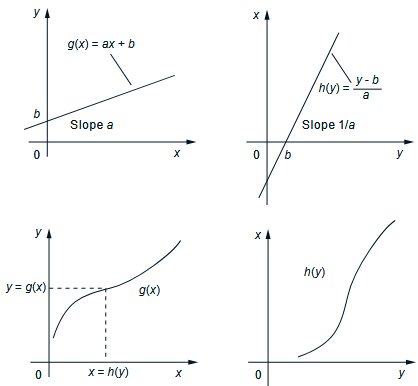 y
g(x) = ax + b
b
Slope a
0
x
x
h(y) = y - b / a
Slope 1/a
0
b
y
y
y = g(x)
g(x)
0
x = h(y)
x
x
h(y)
0
y